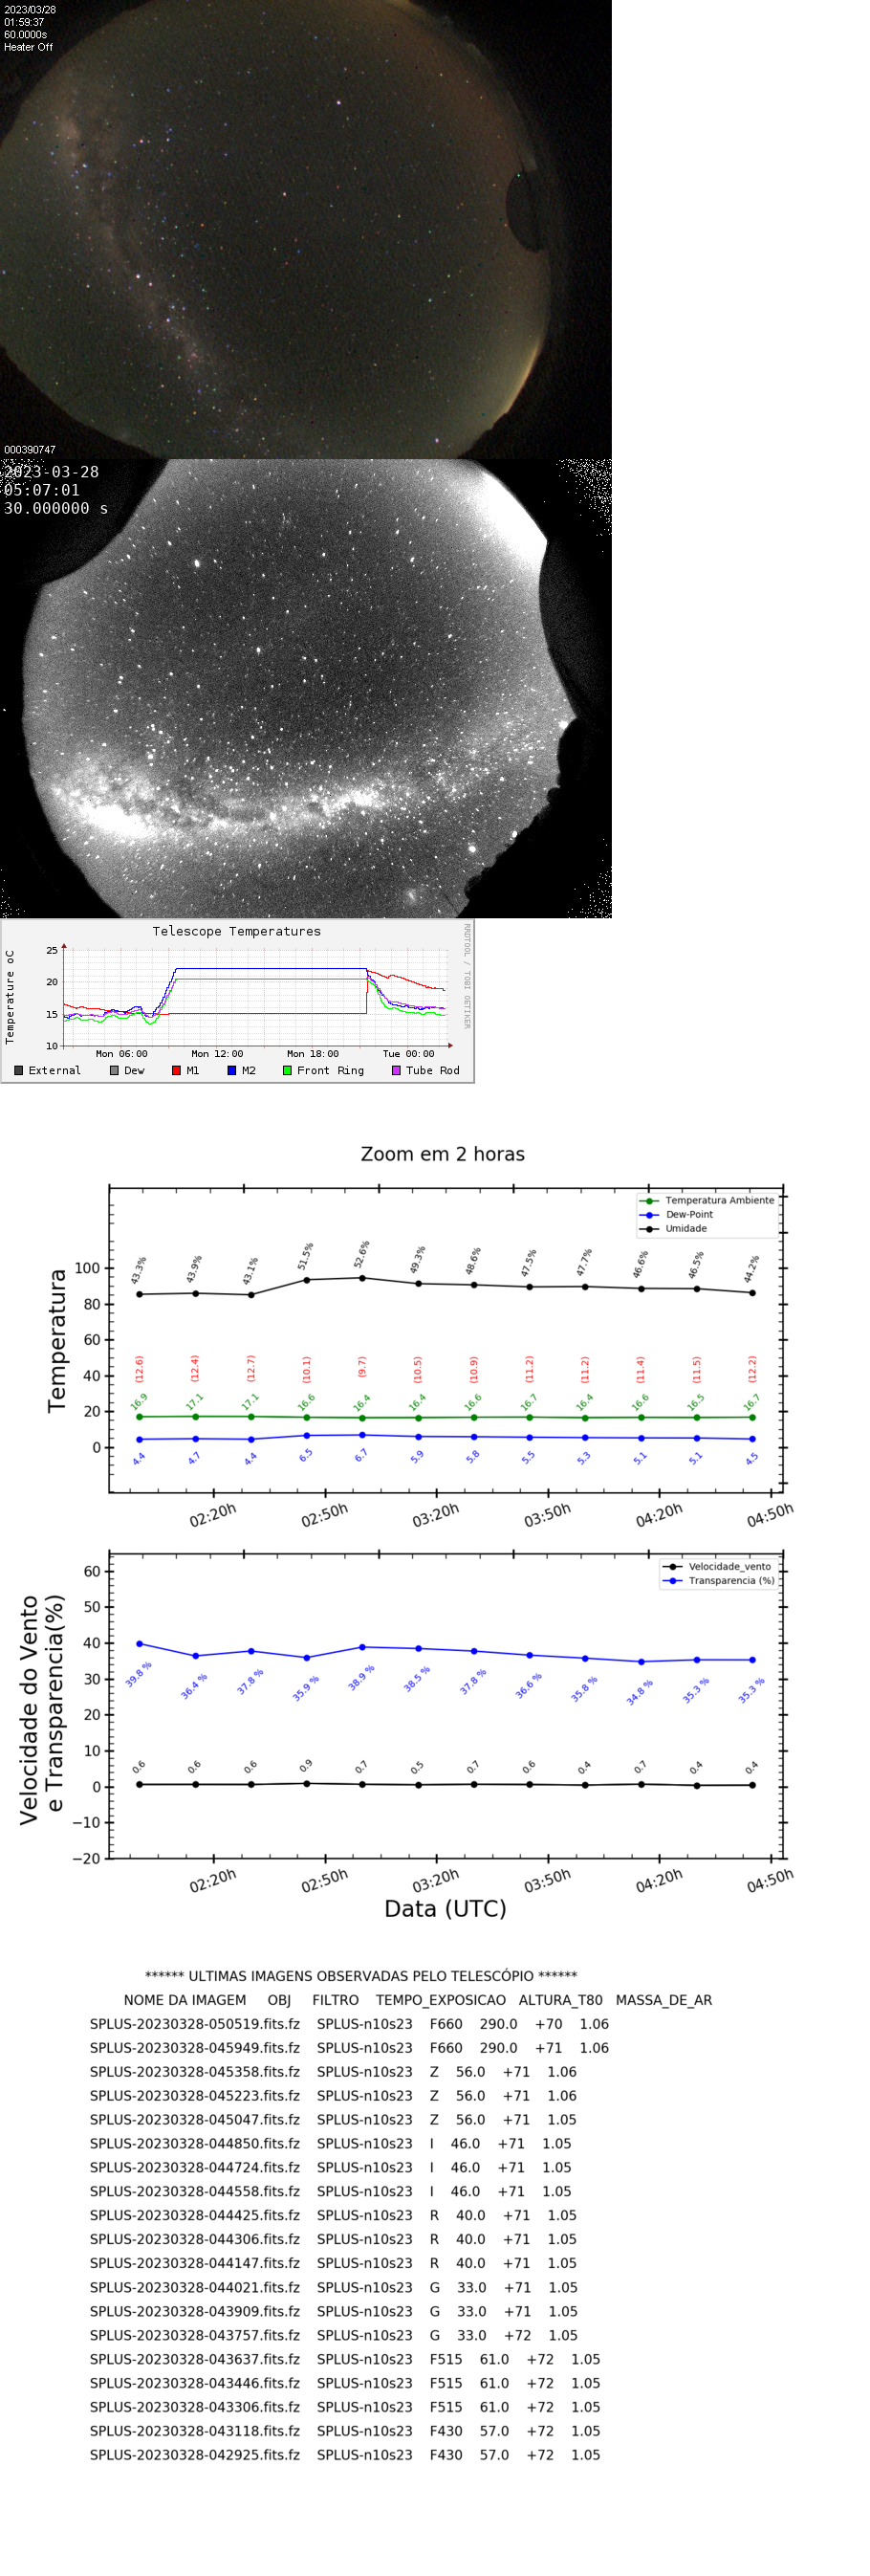 2023/03/28
01:59:37
60.0000s
Heater Off
000390747
2023-03-28
05:07:01
30.000000 s
Telescope Temperatures
RRDTOOL / TOBI OETIKER
Temperature oC
25
20
15
10
Mon 06:00 Mon 12:00 Mon 18:00 Tue 00:00
External Dew M1 M2 Front Ring Tube Rod
Zoom em 2 horas
Temperatura Ambiente
Dew-Point
Umidade
Temperatura
100
80
60
40
20
0
43.3% 43.9% 43.1% 51.5% 52.6% 49.3% 48.6% 47.5% 47.7% 46.6% 46.5% 44.2%
(12.6) (12.4) (12.7) (10.1) (9.7) (10.5) (10.9) (11.2) (11.2) (11.4) (11.5) (12.2)
16.9 17.1 17.1 16.6 16.4 16.4 16.6 16.7 16.4 16.6 16.5 16.7
4.4 4.7 4.4 6.5 6.7 5.9 5.8 5.5 5.3 5.1 5.1 4.5
02:20h 02:50h 03:20h 03:50h 04:20h 04:50h
Velocidade_vento
Transparencia (%)
Velocidade do Vento
e Transparencia(%)
60
50
40
30
20
10
0
−10
−20
39.8 % 36.4 % 37.8 % 35.9 % 38.9 % 38.5 % 37.8 % 36.6 % 35.8 % 34.8 % 35.3 % 35.3 %
0.6 0.6 0.6 0.9 0.7 0.5 0.7 0.6 0.4 0.7 0.4 0.4
02:20h 02:50h 03:20h 03:50h 04:20h 04:50h
Data (UTC)
****** ULTIMAS IMAGENS OBSERVADAS PELO TELESCÓPIO ******
NOME DA IMAGEM OBJ FILTRO TEMPO_EXPOSICAO ALTURA_T80 MASSA_DE_AR
SPLUS-20230328-050519.fits.fz SPLUS-n10s23 F660 290.0 +70 1.06
SPLUS-20230328-045949.fits.fz SPLUS-n10s23 F660 290.0 +71 1.06
SPLUS-20230328-045358.fits.fz SPLUS-n10s23 Z 56.0 +71 1.06
SPLUS-20230328-045223.fits.fz SPLUS-n10s23 Z 56.0 +71 1.06
SPLUS-20230328-045047.fits.fz SPLUS-n10s23 Z 56.0 +71 1.05
SPLUS-20230328-044850.fits.fz SPLUS-n10s23 I 46.0 +71 1.05
SPLUS-20230328-044724.fits.fz SPLUS-n10s23 I 46.0 +71 1.05
SPLUS-20230328-044558.fits.fz SPLUS-n10s23 I 46.0 +71 1.05
SPLUS-20230328-044425.fits.fz SPLUS-n10s23 R 40.0 +71 1.05
SPLUS-20230328-044306.fits.fz SPLUS-n10s23 R 40.0 +71 1.05
SPLUS-20230328-044147.fits.fz SPLUS-n10s23 R 40.0 +71 1.05
SPLUS-20230328-044021.fits.fz SPLUS-n10s23 G 33.0 +71 1.05
SPLUS-20230328-043909.fits.fz SPLUS-n10s23 G 33.0 +71 1.05
SPLUS-20230328-043757.fits.fz SPLUS-n10s23 G 33.0 +72 1.05
SPLUS-20230328-043637.fits.fz SPLUS-n10s23 F515 61.0 +72 1.05
SPLUS-20230328-043446.fits.fz SPLUS-n10s23 F515 61.0 +72 1.05
SPLUS-20230328-043306.fits.fz SPLUS-n10s23 F515 61.0 +72 1.05
SPLUS-20230328-043118.fits.fz SPLUS-n10s23 F430 57.0 +72 1.05
SPLUS-20230328-042925.fits.fz SPLUS-n10s23 F430 57.0 +72 1.05